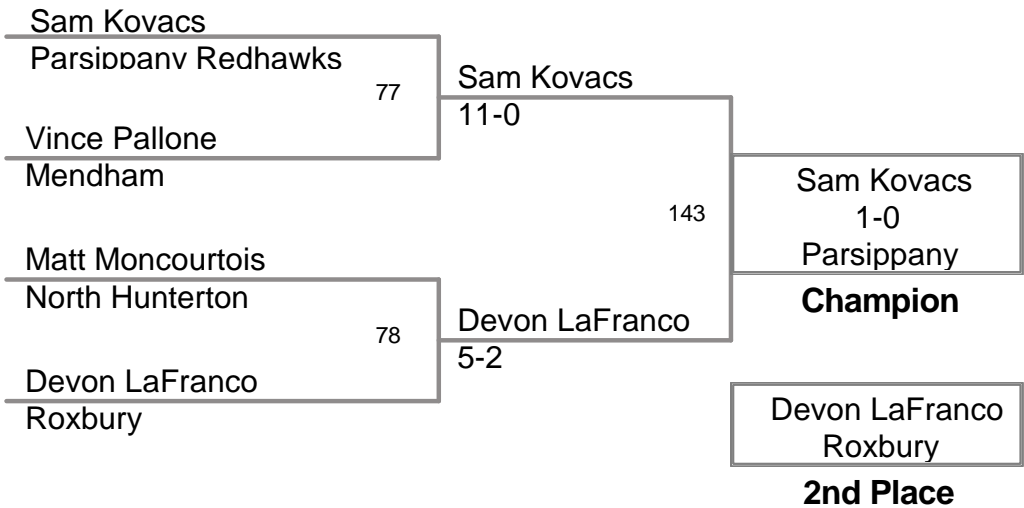 Sam Kovacs
Parsippany Redhawks
77
Vince Pallone
Mendham
Sam Kovacs
11-0
Matt Moncourtois
North Hunterton
78
Devon LaFranco
Roxbury
Devon LaFranco
5-2
143
Sam Kovacs
1-0
Parsippany
Champion
Devon LaFranco
Roxbury
2nd Place